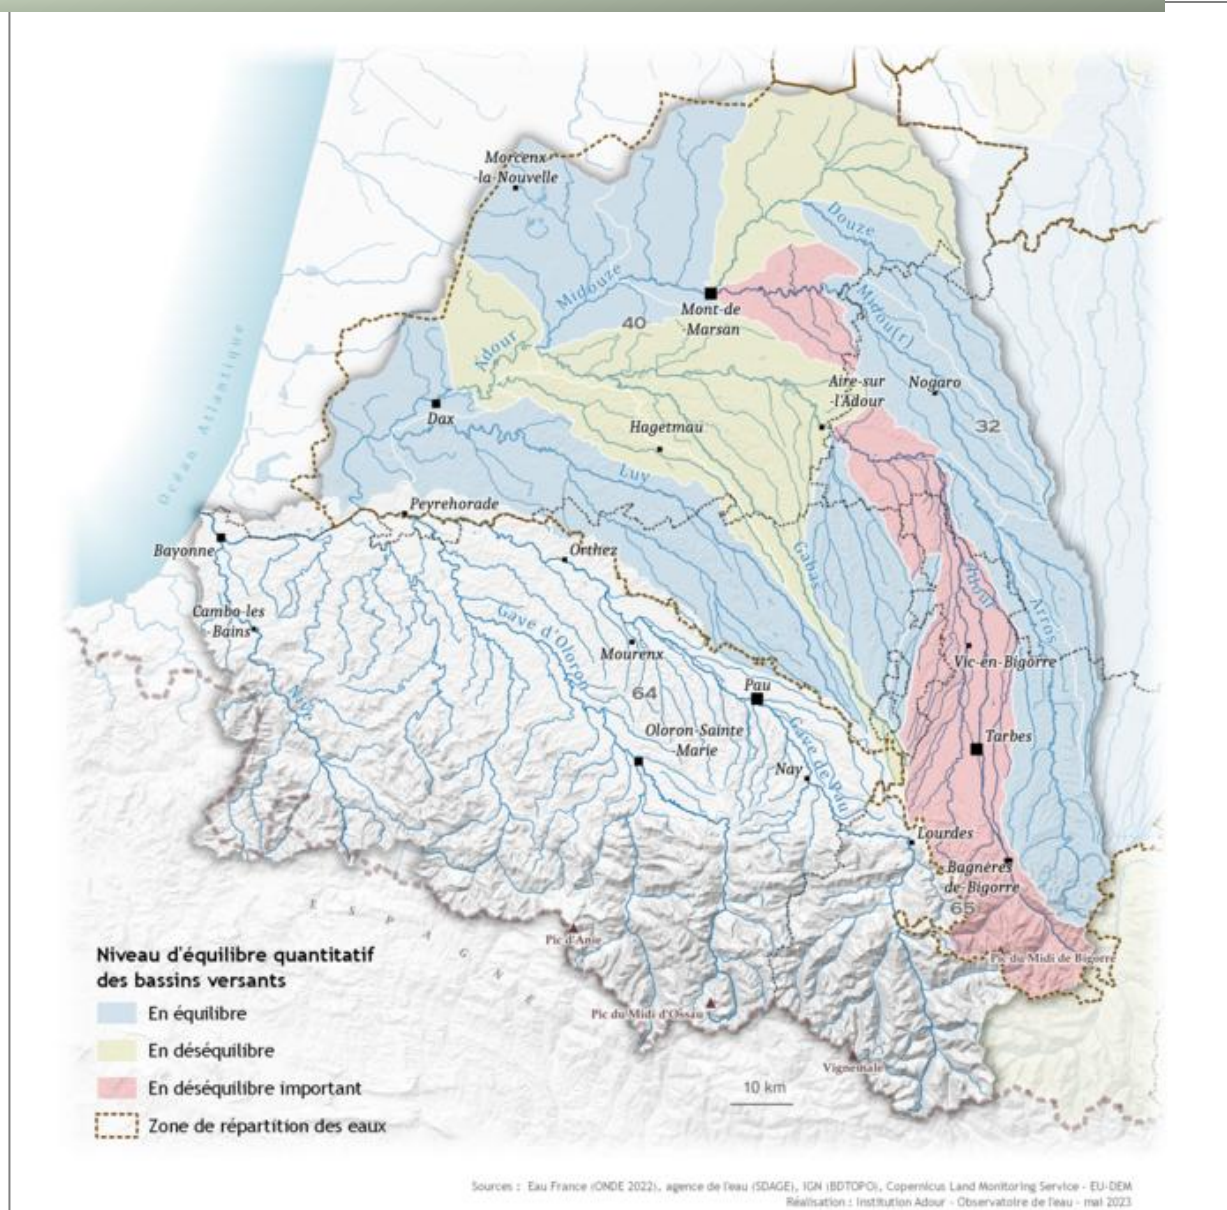 Morcenx
-la-Nouvelle
Douze
Midouze
Midou(r)
Mont-de
-Marsan
40
Adour
Aire-sur
-l'Adour
Nogaro
Océan Atlantique
Dax
Hagetmau
32
Luy
Peyrehorade
Bayonne
Orthez
Gabas
Adour
Arros
Cambo-les
-Bains
Gave d'Oloron
Mourenx
Vic-en-Bigorre
64
Pau
Nive
Oloron-Sainte
-Marie
Gave de Pau
Tarbes
Nay
Lourdes
Bagnères
de-Bigorre
65
ESPAGNE
Pic d'Anie
Pic du Midi de Bigorre
Pic du Midi d'Ossau
Vignemale
10 km
Niveau d'équilibre quantitatif
des bassins versants
En équilibre
En déséquilibre
En déséquilibre important
Zone de répartition des eaux
Sources : Eau France (ONDE 2022), agence de l'eau (SDAGE), IGN (BDTOPO), Copernicus Land Monitoring Service - EU-DEM
Réalisation : Institution Adour - Observatoire de l'eau - mai 2023